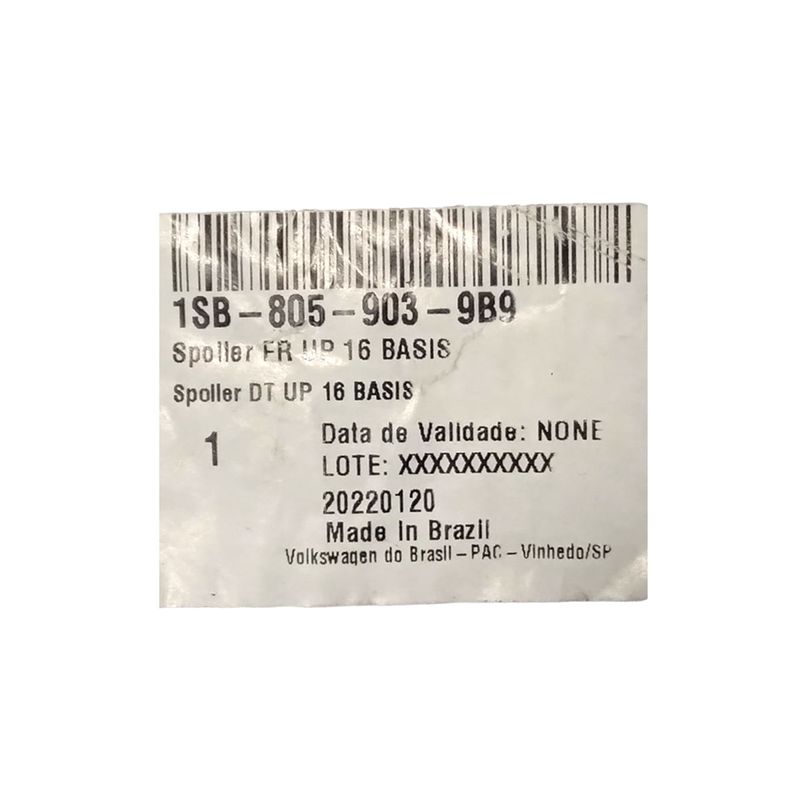 1SB-805-903-9B9
Spoiler FR UP 16 BASIS
Spoiler DT UP 16 BASIS
1
Data de Validade: NONE
LOTE: XXXXXXXXXX
20220120
Made in Brazil
Volkswagen do Brasil-PAC-Vinhedo/SP